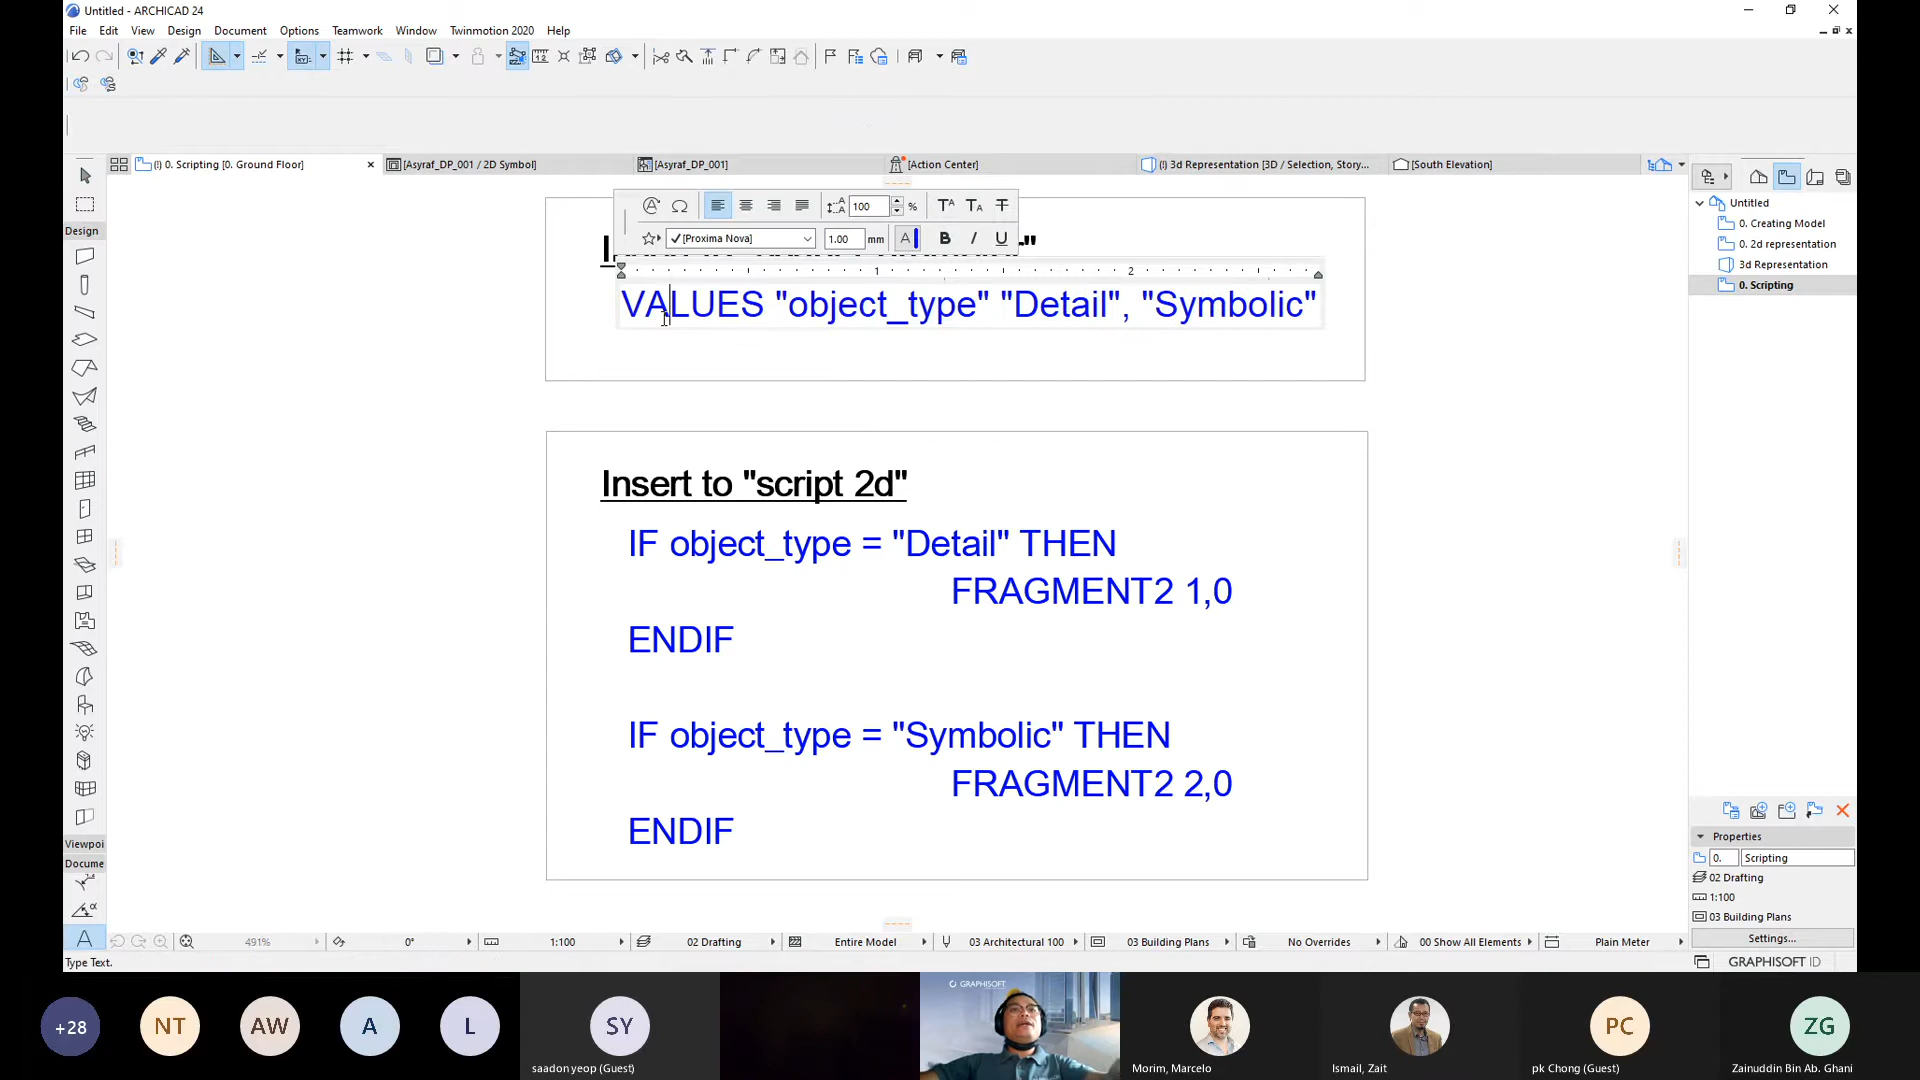 Untitled - ARCHICAD 24
File Edit View Design Document Options Teamwork Window Twinmotion 2020 Help
(!) 0. Scripting [0. Ground Floor]
[Asyraf_DP_001 / 2D Symbol]
[Asyraf_DP_001]
[Action Center]
(!) 3d Representation [3D / Selection, Story...
[South Elevation]
100 %
[Proxima Nova]
1.00 mm
A B I U
1 2
VALUES "object_type" "Detail", "Symbolic"
Insert to "script 2d"
IF object_type = "Detail" THEN
FRAGMENT2 1,0
ENDIF
IF object_type = "Symbolic" THEN
FRAGMENT2 2,0
ENDIF
Design
Viewpoi
Docume
Untitled
0. Creating Model
0. 2d representation
3d Representation
0. Scripting
Properties
0. Scripting
02 Drafting
1:100
03 Building Plans
Settings...
491%
0°
1:100
02 Drafting
Entire Model
03 Architectural 100
03 Building Plans
No Overrides
00 Show All Elements
Plain Meter
Type Text.
GRAPHISOFT ID
+28
NT
AW
A
L
SY
saadon yeop (Guest)
GRAPHISOFT
Morim, Marcelo
Ismail, Zait
PC
pk Chong (Guest)
ZG
Zainuddin Bin Ab. Ghani